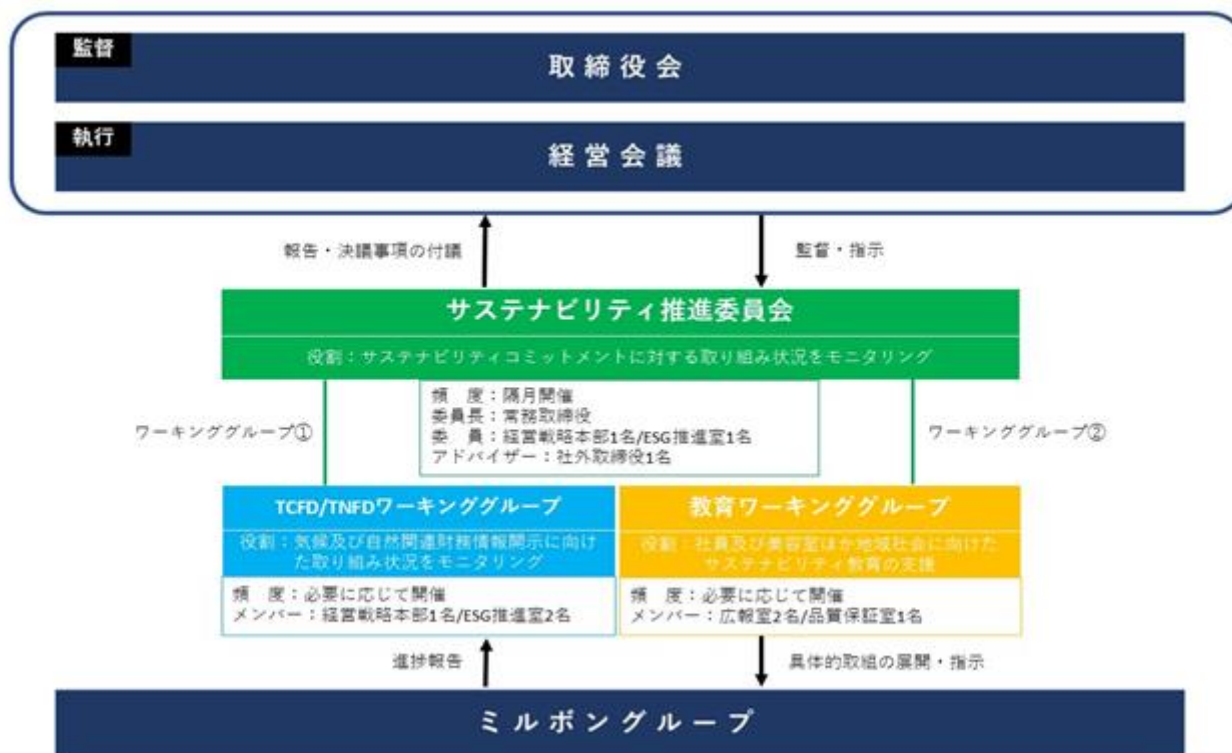 監督
取締役会
執行
経営会議
報告・決議事項の付議
監督・指示
サステナビリティ推進委員会
役割：サステナビリティコミットメントに対する取り組み状況をモニタリング
頻　度：隔月開催
委員長：常務取締役
委　員：経営戦略本部1名/ESG推進室1名
アドバイザー：社外取締役1名
ワーキンググループ①
ワーキンググループ②
TCFD/TNFDワーキンググループ
役割：気候及び自然関連財務情報開示に向け
た取り組み状況をモニタリング
頻　度：必要に応じて開催
メンバー：経営戦略本部1名/ESG推進室2名
教育ワーキンググループ
役割：社員及び美容室ほか地域社会に向けた
サステナビリティ教育の支援
頻　度：必要に応じて開催
メンバー：広報室2名/品質保証室1名
進捗報告
具体的取組の展開・指示
ミルボングループ